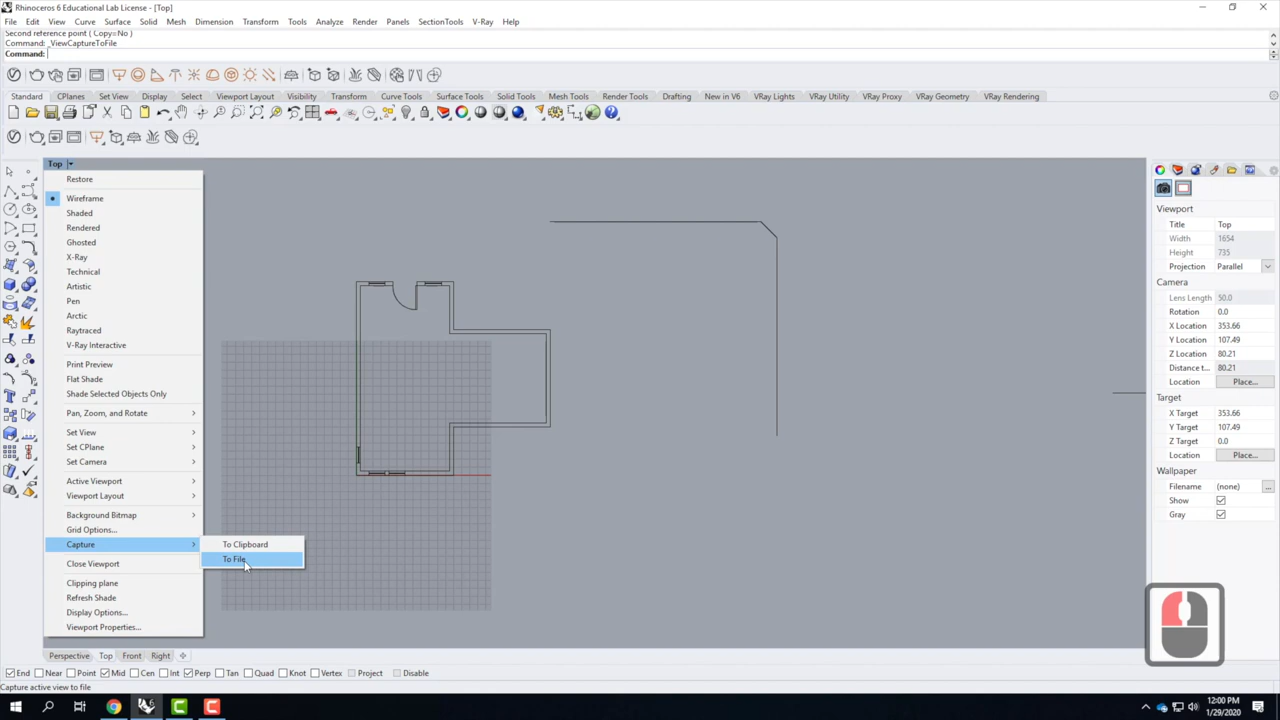 Rhinoceros 6 Educational Lab License - [Top]
File Edit View Curve Surface Solid Mesh Dimension Transform Tools Analyze Render Panels SectionTools V-Ray Help
Second reference point ( Copy=No )
Command: _ViewCaptureToFile
Command:
Standard CPlanes Set View Display Select Viewport Layout Visibility Transform Curve Tools Surface Tools Solid Tools Mesh Tools Render Tools Drafting New in V6 VRay Lights VRay Utility VRay Proxy VRay Geometry VRay Rendering
Top
Restore
Wireframe
Shaded
Rendered
Ghosted
X-Ray
Technical
Artistic
Pen
Arctic
Raytraced
V-Ray Interactive
Print Preview
Flat Shade
Shade Selected Objects Only
Pan, Zoom, and Rotate
Set View
Set CPlane
Set Camera
Active Viewport
Viewport Layout
Background Bitmap
Grid Options...
Capture
To Clipboard
To File
Close Viewport
Clipping plane
Refresh Shade
Display Options...
Viewport Properties...
Viewport
Title Top
Width 1654
Height 735
Projection Parallel
Camera
Lens Length 50.0
Rotation 0.0
X Location 353.66
Y Location 107.49
Z Location 80.21
Distance t... 80.21
Location Place...
Target
X Target 353.66
Y Target 107.49
Z Target 0.0
Location Place...
Wallpaper
Filename (none) ...
Show
Gray
Perspective Top Front Right
End Near Point Mid Cen Int Perp Tan Quad Knot Vertex Project Disable
Capture active view to file
12:00 PM
1/29/2020